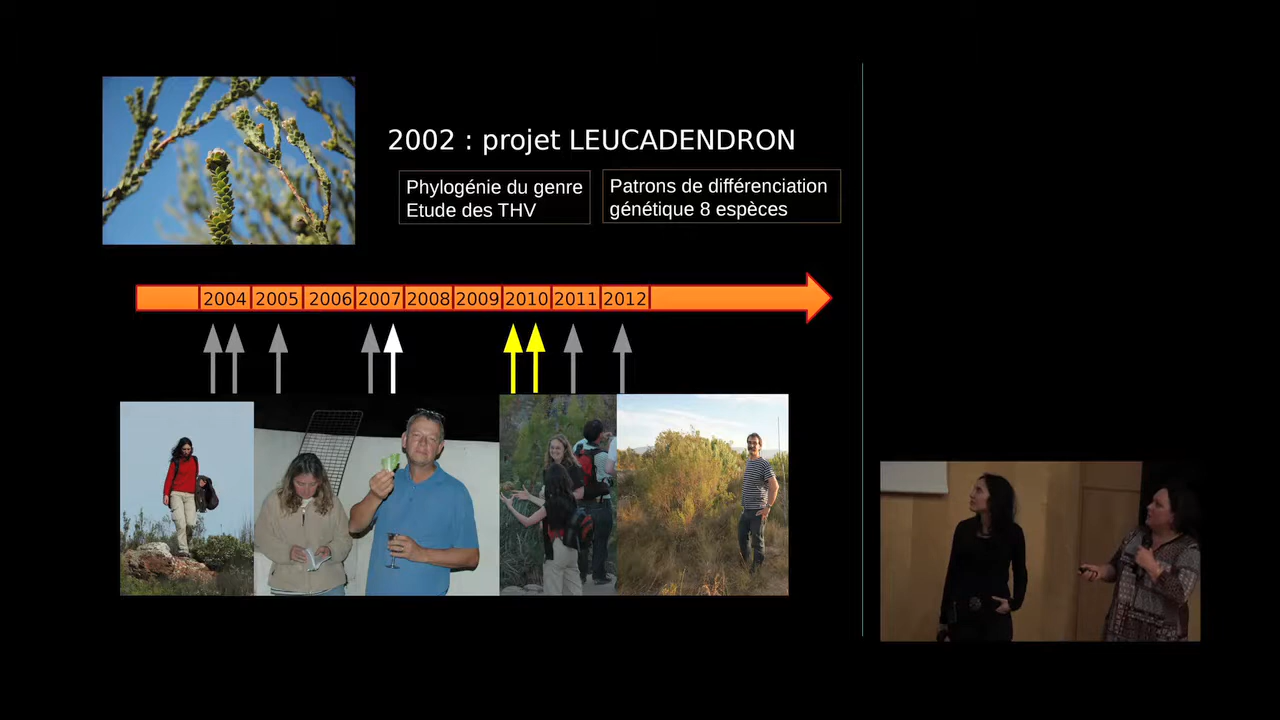 2002 : projet LEUCADENDRON
Phylogénie du genre
Etude des THV
Patrons de différenciation
génétique 8 espèces
2004 2005 2006 2007 2008 2009 2010 2011 2012